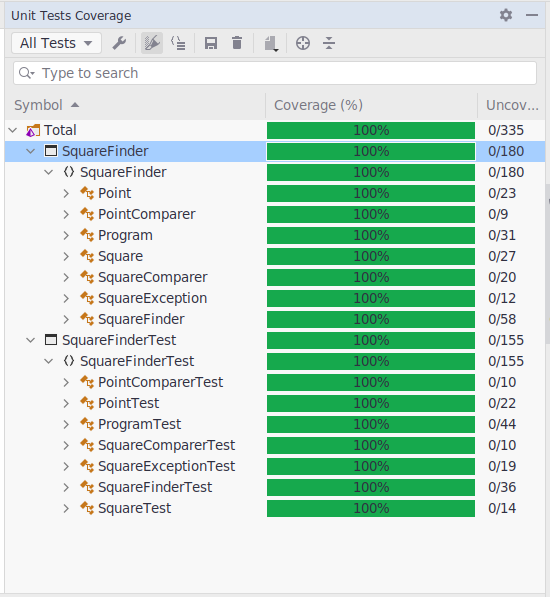 Unit Tests Coverage
All Tests
Type to search
Symbol Coverage (%) Uncov...
Total 100% 0/335
SquareFinder 100% 0/180
SquareFinder 100% 0/180
Point 100% 0/23
PointComparer 100% 0/9
Program 100% 0/31
Square 100% 0/27
SquareComparer 100% 0/20
SquareException 100% 0/12
SquareFinder 100% 0/58
SquareFinderTest 100% 0/155
SquareFinderTest 100% 0/155
PointComparerTest 100% 0/10
PointTest 100% 0/22
ProgramTest 100% 0/44
SquareComparerTest 100% 0/10
SquareExceptionTest 100% 0/19
SquareFinderTest 100% 0/36
SquareTest 100% 0/14